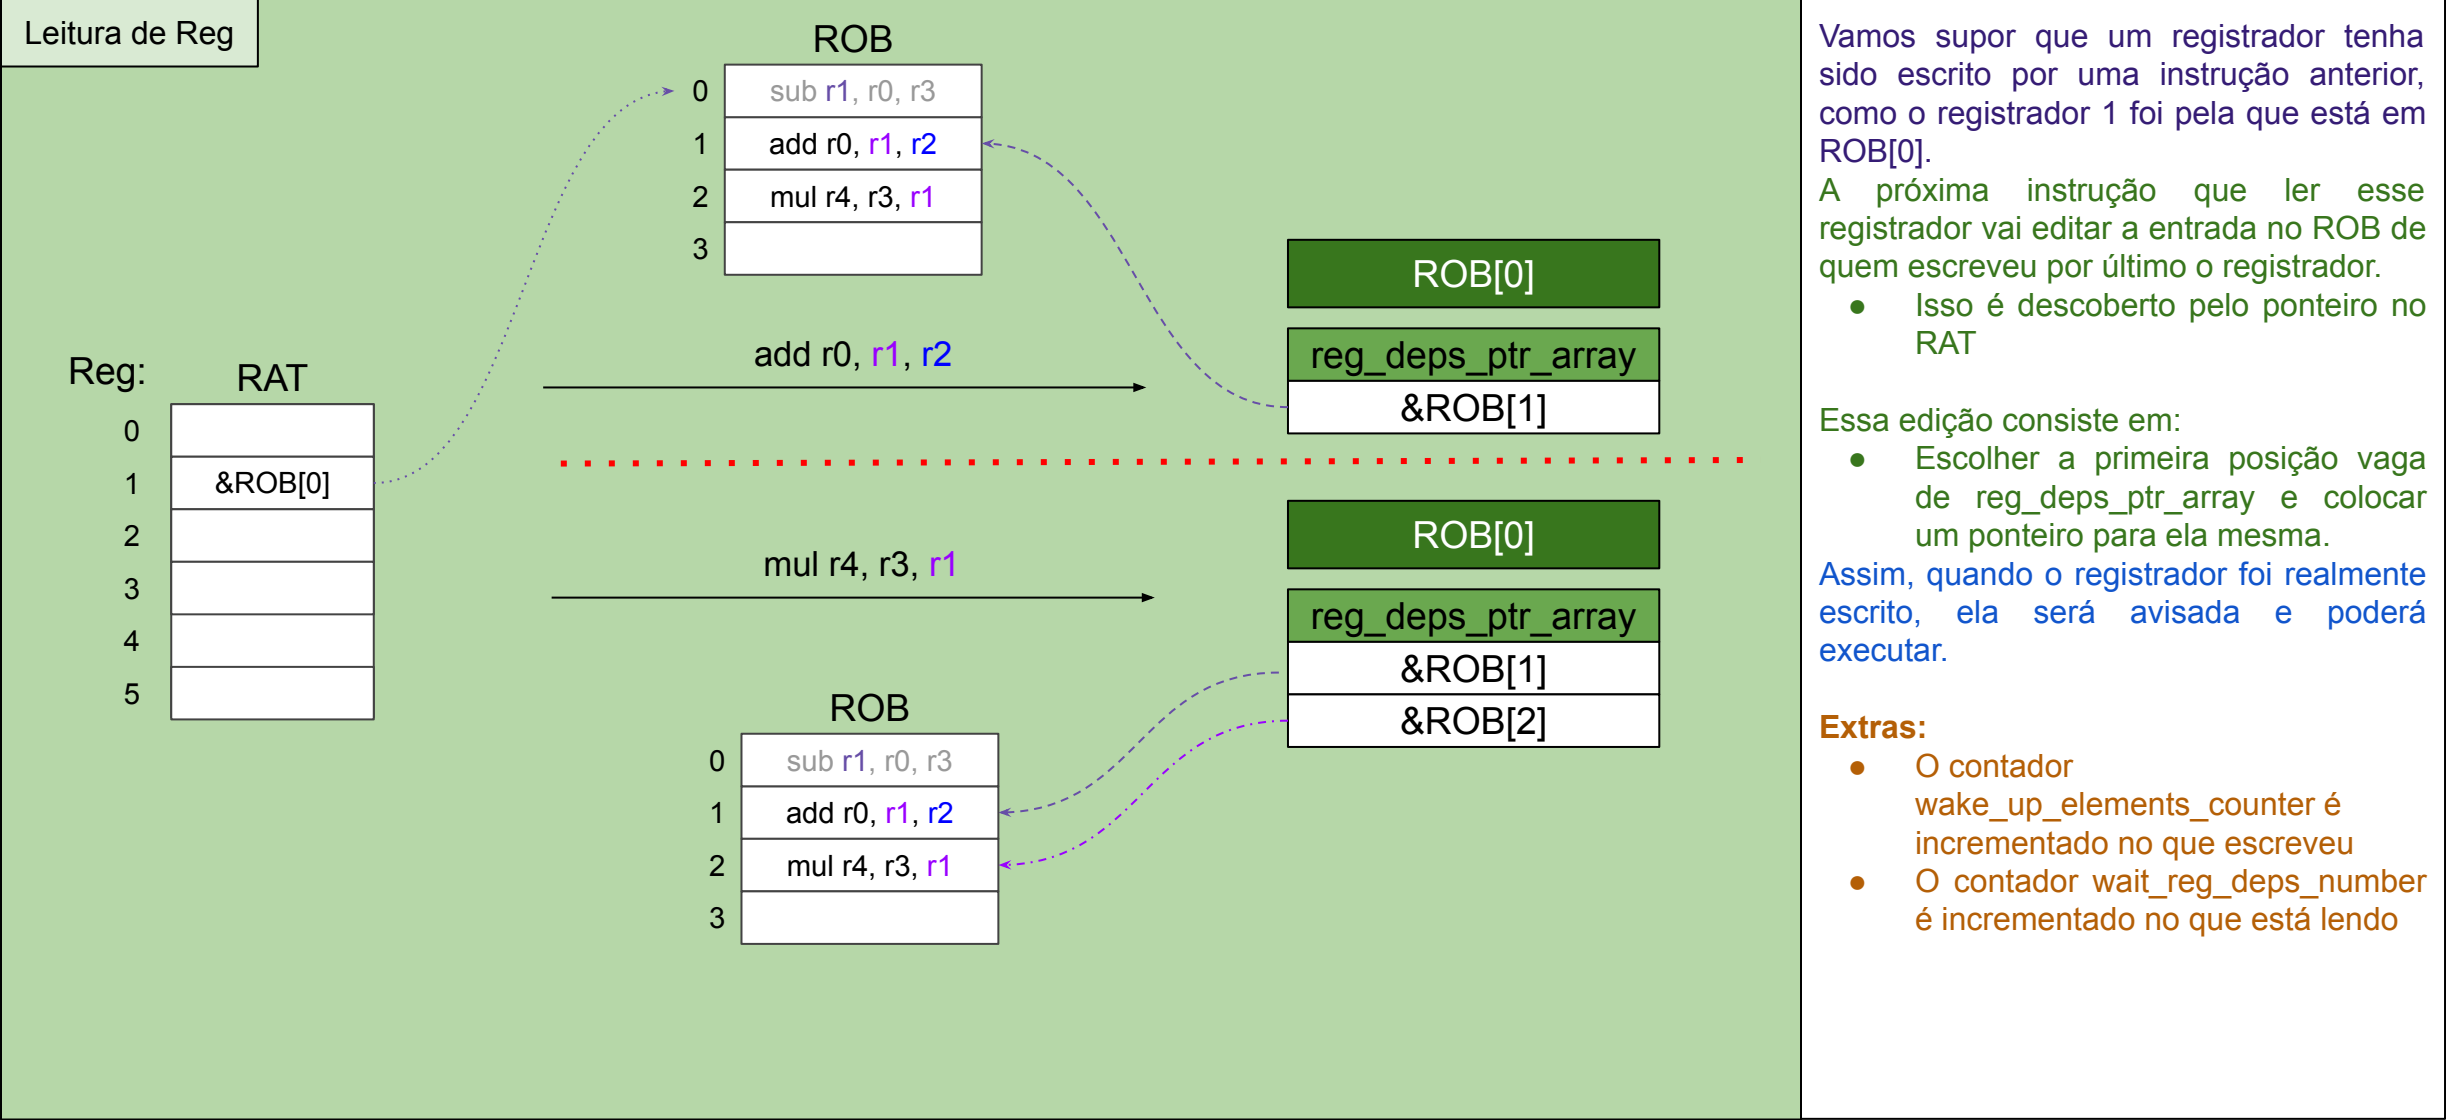 Leitura de Reg
ROB
0 sub r1, r0, r3
1 add r0, r1, r2
2 mul r4, r3, r1
3
ROB[0]
reg_deps_ptr_array
&ROB[1]
add r0, r1, r2
Reg: RAT
0
1 &ROB[0]
2
3
4
5
mul r4, r3, r1
ROB[0]
reg_deps_ptr_array
&ROB[1]
&ROB[2]
ROB
0 sub r1, r0, r3
1 add r0, r1, r2
2 mul r4, r3, r1
3
Vamos supor que um registrador tenha
sido escrito por uma instrução anterior,
como o registrador 1 foi pela que está em
ROB[0].
A próxima instrução que ler esse
registrador vai editar a entrada no ROB de
quem escreveu por último o registrador.
● Isso é descoberto pelo ponteiro no
RAT
Essa edição consiste em:
● Escolher a primeira posição vaga
de reg_deps_ptr_array e colocar
um ponteiro para ela mesma.
Assim, quando o registrador foi realmente
escrito, ela será avisada e poderá
executar.
Extras:
● O contador
wake_up_elements_counter é
incrementado no que escreveu
● O contador wait_reg_deps_number
é incrementado no que está lendo